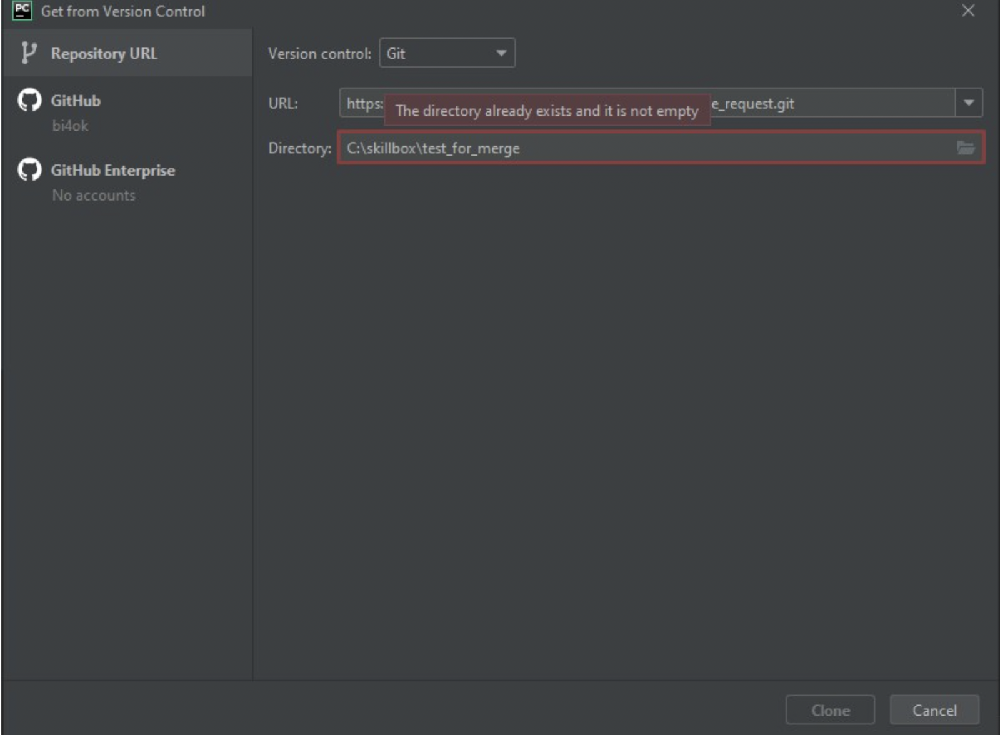 PC Get from Version Control
Repository URL
GitHub
bi4ok
GitHub Enterprise
No accounts
Version control: Git
URL: https: e_request.git
The directory already exists and it is not empty
Directory: C:\skillbox\test_for_merge
Clone Cancel